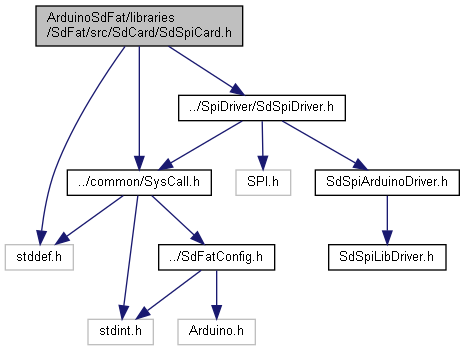 ArduinoSdFat/libraries
/SdFat/src/SdCard/SdSpiCard.h
../SpiDriver/SdSpiDriver.h
../common/SysCall.h
SPI.h
SdSpiArduinoDriver.h
stddef.h
../SdFatConfig.h
SdSpiLibDriver.h
stdint.h
Arduino.h